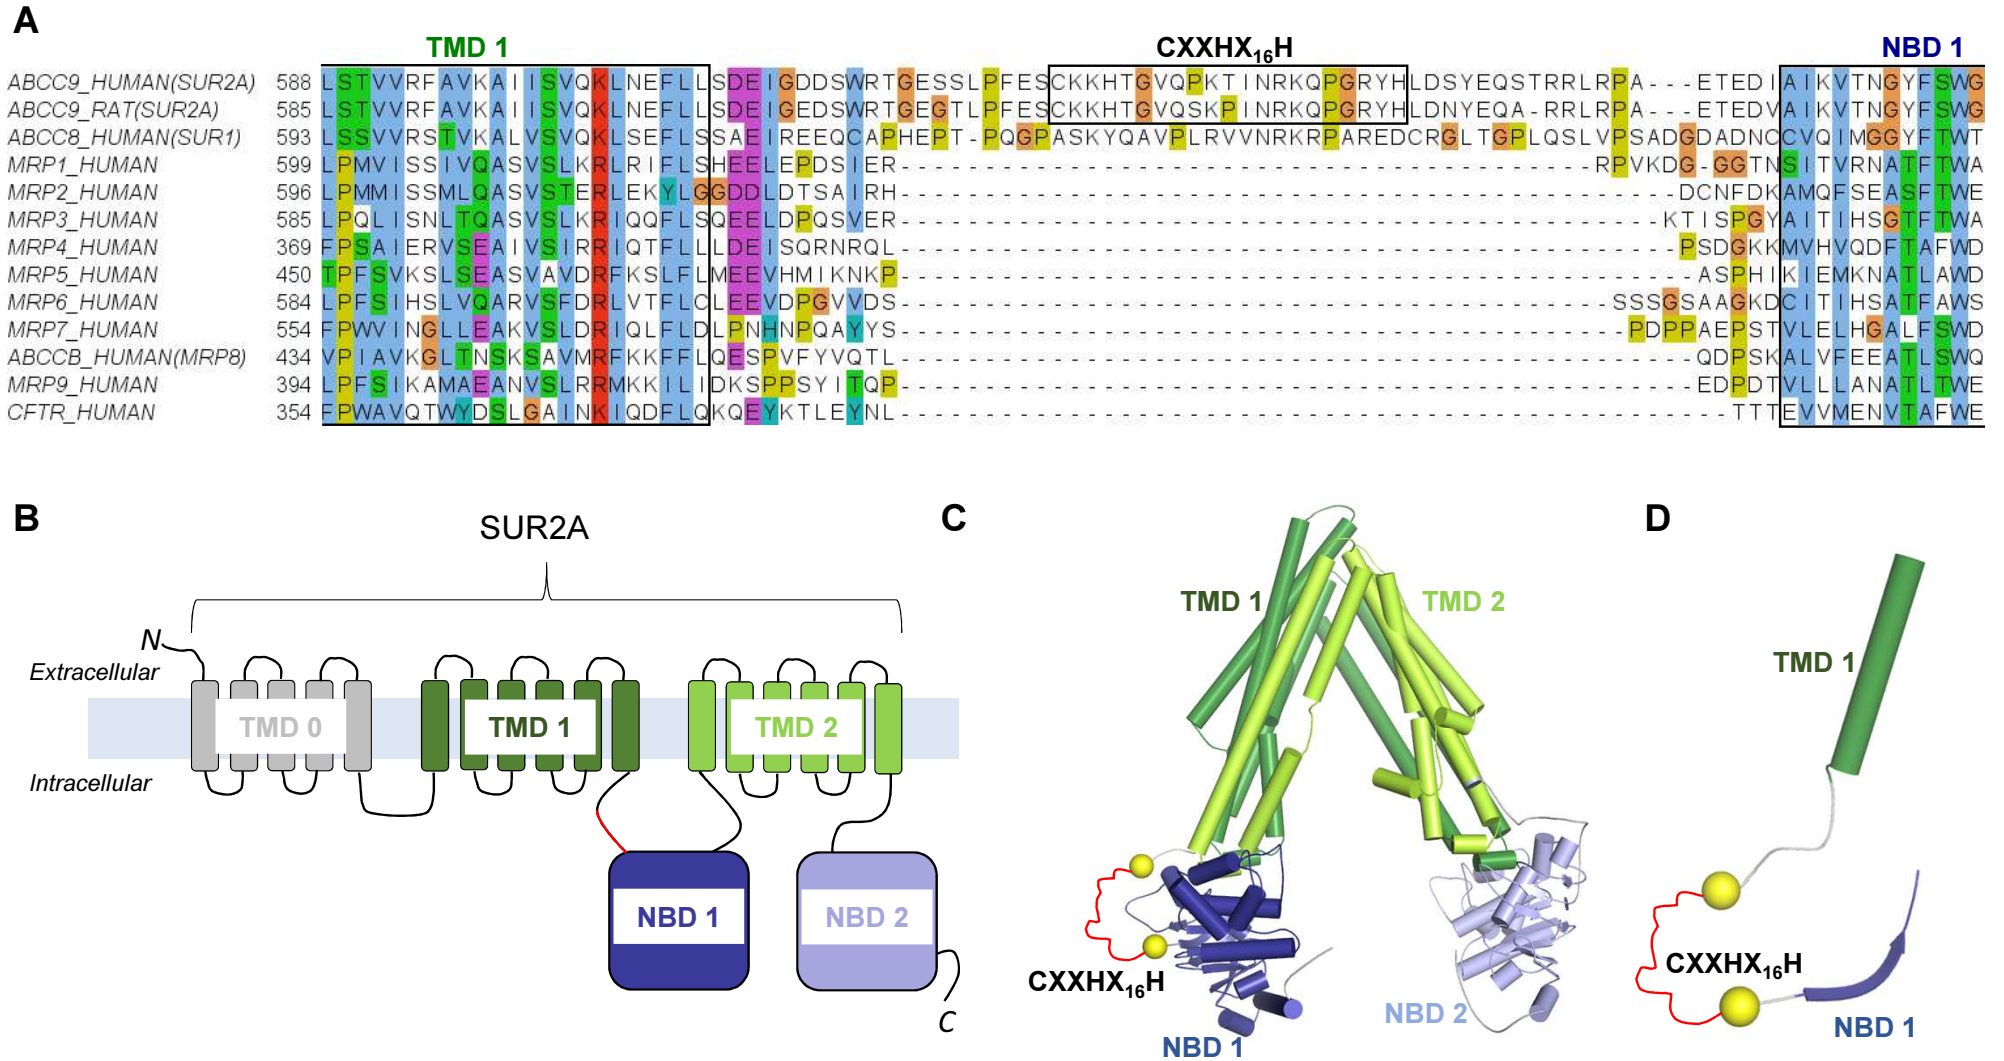 A
TMD 1 CXXHX16H NBD 1
ABCC9_HUMAN(SUR2A) 588 LSTVVRFAVKAIISVQKLNEFLLSDEIGDDSWRTGESSLPFESCKKHTGVQPKTINRKQPGRYHLDSYEQSTRRLRPA---ETEDIAIKVTNGYFSWG
ABCC9_RAT(SUR2A) 585 LSTVVRFAVKAIISVQKLNEFLLSDEIGEDSWRTGEGTLPFESCKKHTGVQSKPINRKQPGRYHLDNYEQA-RRLRPA---ETEDVAIKVTNGYFSWG
ABCC8_HUMAN(SUR1) 593 LSSVVRSTVKALVSVQKLSEFLSSAEIREEQCAPHEPT-PQGPASKYQAVPLRVVNRKRPAREDCRGLTGPLQSLVPSADGDADNCCVQIMGGYFTWT
MRP1_HUMAN 599 LPMVISSIVQASVSLKRLRIFLSHEELEPDSIER-----------------------------------------RPVKDG-GGTNSITVRNATFTWA
MRP2_HUMAN 596 LPMMISSMLQASVSTERLEKYLGGDDLDTSAIRH----------------------------------------------DCNFDKAMQFSEASFTWE
MRP3_HUMAN 585 LPQLISNLTQASVSLKRIQQFLSQEELDPQSVER---------------------------------------------KTISPGYAITIHSGTFTWA
MRP4_HUMAN 369 FPSAIERVSEAIVSIRRIQTFLLLDEISQRNRQL----------------------------------------------PSDGKKMVHVQDFTAFWD
MRP5_HUMAN 450 TPFSVKSLSEASVAVDRFKSLFLMEEVHMIKNKP-----------------------------------------------ASPHIKIEMKNATLAWD
MRP6_HUMAN 584 LPFSIHSLVQARVSFDRLVTFLCLEEVDPGVVDS------------------------------------------SSSGSAAGKDCITIHSATFAWS
MRP7_HUMAN 554 FPWVINGLLEAKVSLDRIQLFLDLPNHNPQAYYS-------------------------------------------PDPPAEPSTVLELHGALFSWD
ABCCB_HUMAN(MRP8) 434 VPIAVKGLTNSKSAVMRFKKFFLQESPVFYVQTL-----------------------------------------------QDPSKALVFEEATLSWQ
MRP9_HUMAN 394 LPFSIKAMAEANVSLRRMKKILIDKSPPSYITQP-----------------------------------------------EDPDTVLLLANATLTWE
CFTR_HUMAN 354 FPWAVQTWYDSLGAINKIQDFLQKQEYKTLEYNL-------------------------------------------------TTTEVVMENVTAFWE
B
SUR2A
N
Extracellular
TMD 0 TMD 1 TMD 2
Intracellular
NBD 1 NBD 2
C
C
TMD 1 TMD 2
CXXHX16H
NBD 2
NBD 1
D
TMD 1
CXXHX16H
NBD 1